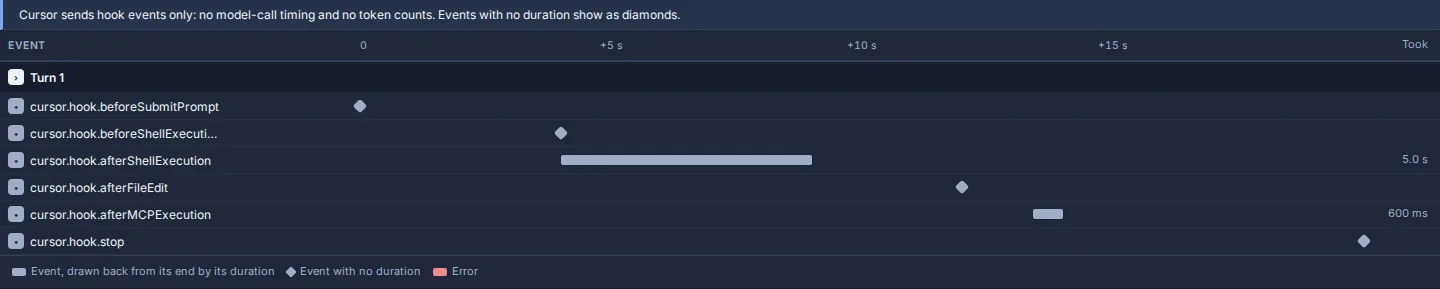 Cursor sends hook events only: no model-call timing and no token counts. Events with no duration show as diamonds.
EVENT 0 +5 s +10 s +15 s Took
Turn 1
cursor.hook.beforeSubmitPrompt
cursor.hook.beforeShellExecuti...
cursor.hook.afterShellExecution 5.0 s
cursor.hook.afterFileEdit
cursor.hook.afterMCPExecution 600 ms
cursor.hook.stop
Event, drawn back from its end by its duration Event with no duration Error